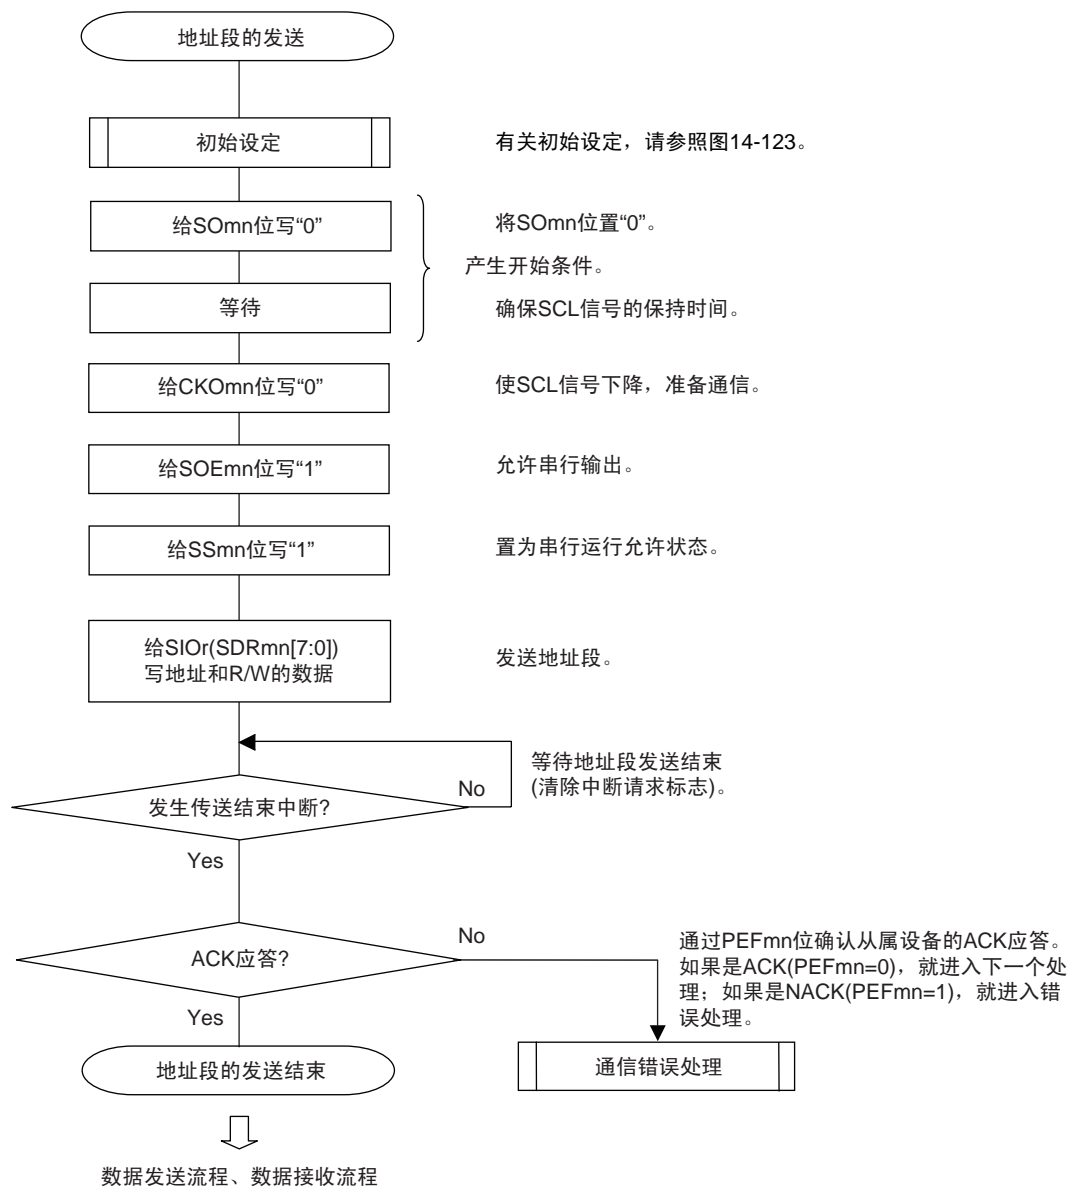 地址段的发送
初始设定
有关初始设定，请参照图14-123。
给SOmn位写“0”
将SOmn位置“0”。
产生开始条件。
等待
确保SCL信号的保持时间。
给CKOmn位写“0”
使SCL信号下降，准备通信。
给SOEmn位写“1”
允许串行输出。
给SSmn位写“1”
置为串行运行允许状态。
给SIOr(SDRmn[7:0])
写地址和R/W的数据
发送地址段。
等待地址段发送结束
(清除中断请求标志)。
发生传送结束中断?
No
Yes
ACK应答?
No
通过PEFmn位确认从属设备的ACK应答。
如果是ACK(PEFmn=0)，就进入下一个处
理；如果是NACK(PEFmn=1)，就进入错
误处理。
Yes
地址段的发送结束
通信错误处理
数据发送流程、数据接收流程